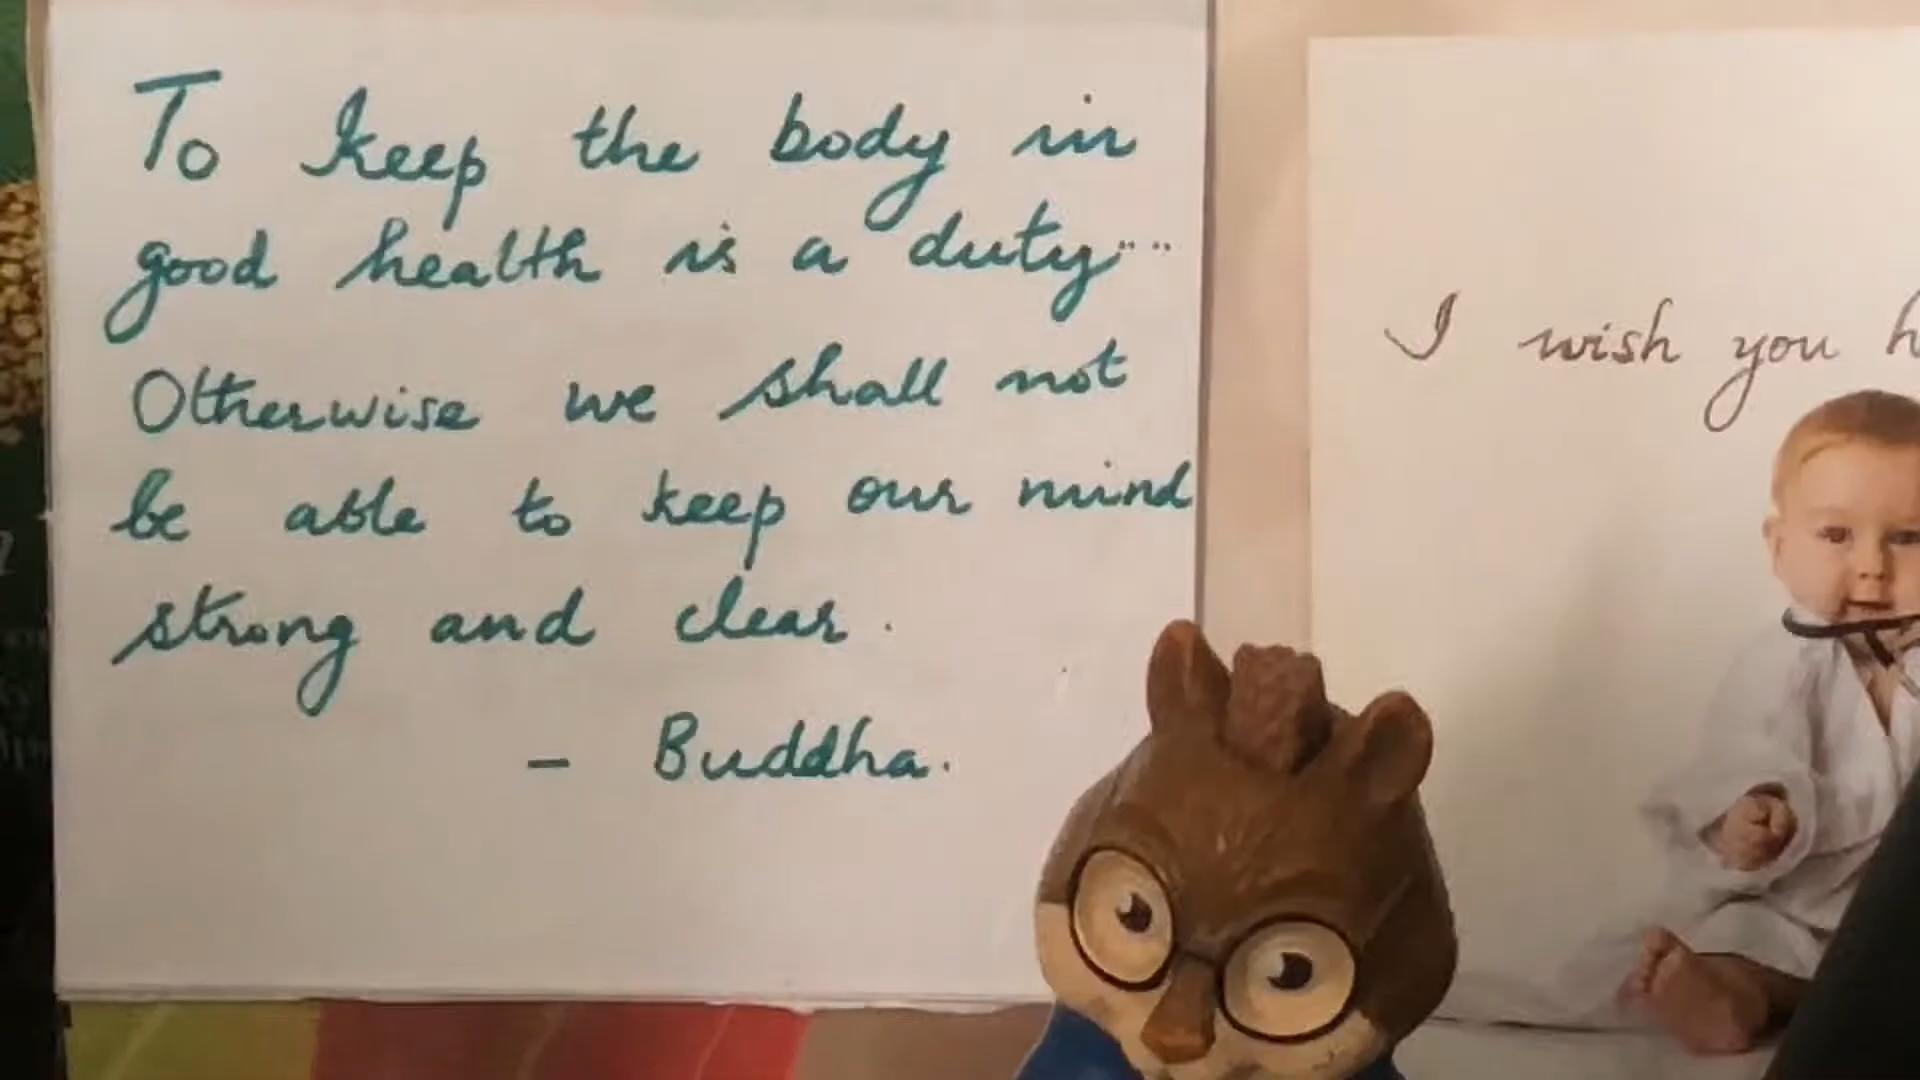 To keep the body in
good health is a duty....
Otherwise we shall not
be able to keep our mind
strong and clear.
- Buddha.
I wish you h